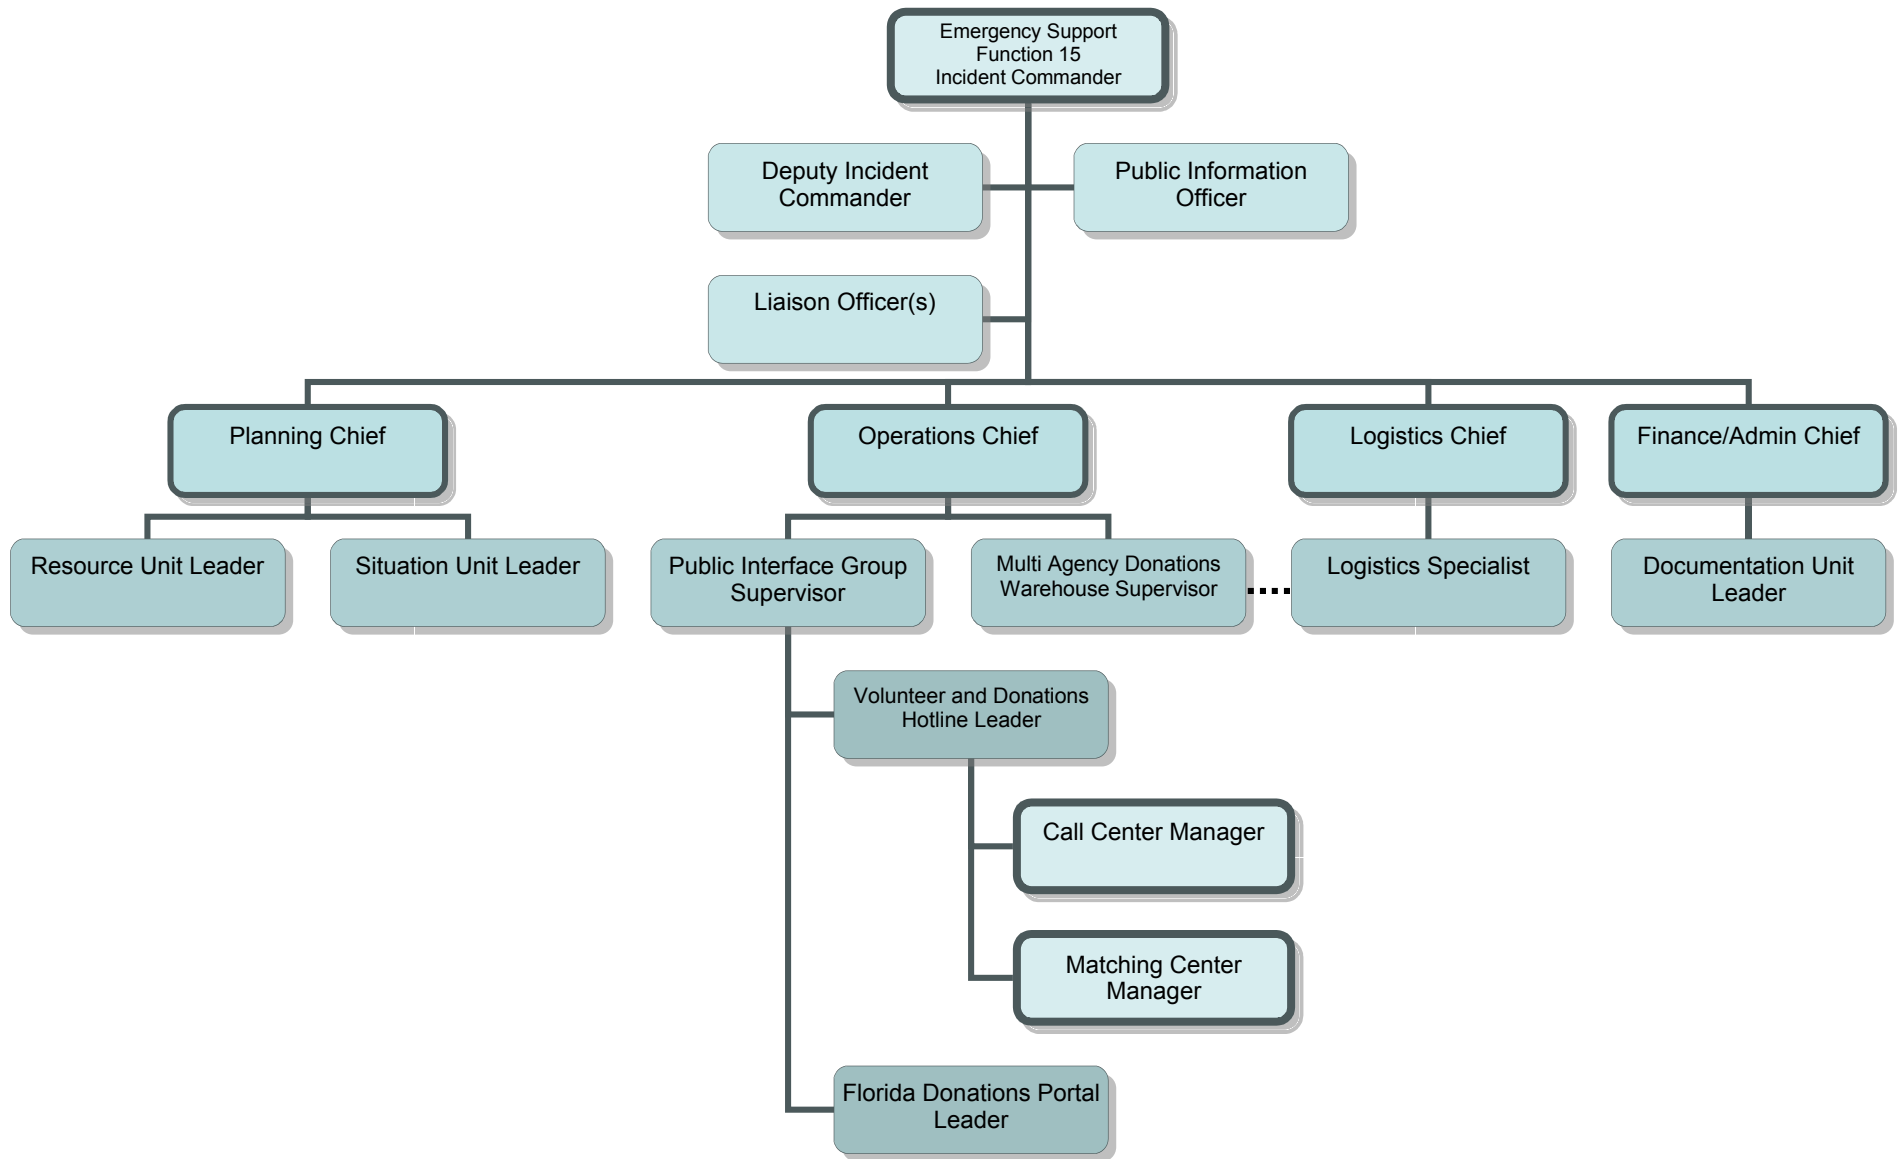 Emergency Support
Function 15
Incident Commander
Deputy Incident
Commander
Public Information
Officer
Liaison Officer(s)
Planning Chief
Operations Chief
Logistics Chief
Finance/Admin Chief
Resource Unit Leader
Situation Unit Leader
Public Interface Group
Supervisor
Multi Agency Donations
Warehouse Supervisor
Logistics Specialist
Documentation Unit
Leader
Volunteer and Donations
Hotline Leader
Call Center Manager
Matching Center
Manager
Florida Donations Portal
Leader